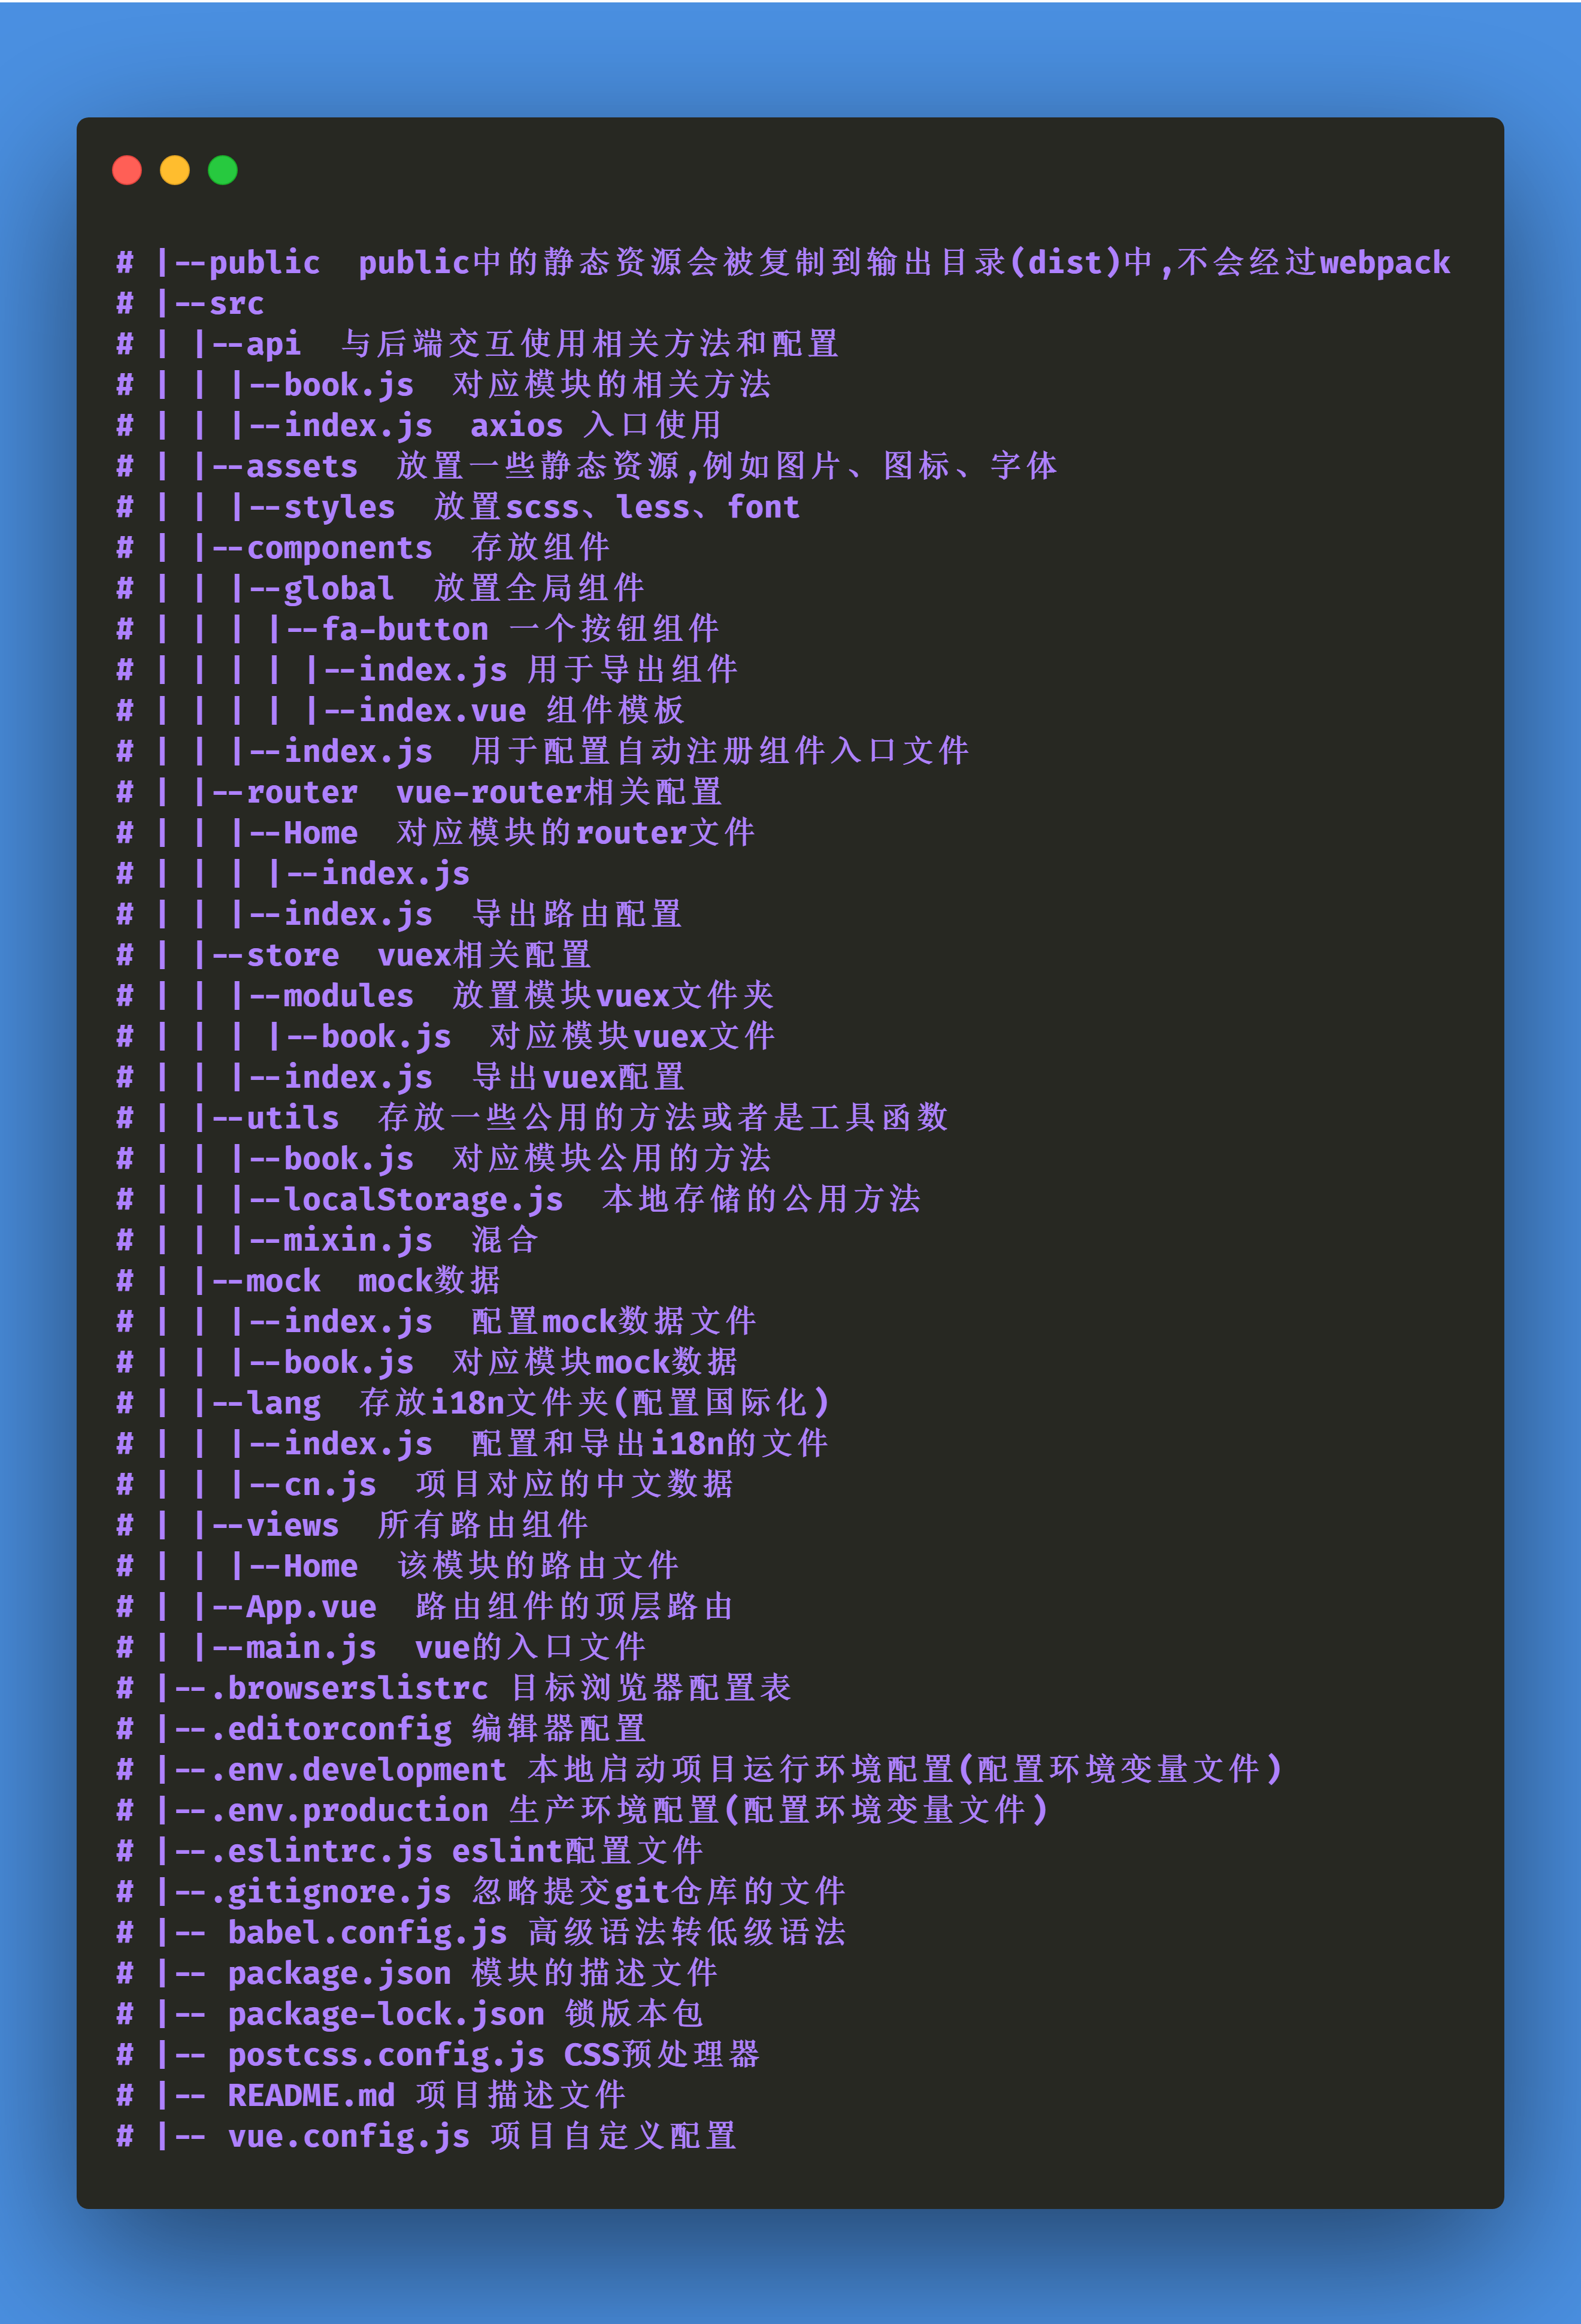 # |--public  public中的静态资源会被复制到输出目录(dist)中,不会经过webpack
# |--src
# | |--api  与后端交互使用相关方法和配置
# | | |--book.js  对应模块的相关方法
# | | |--index.js  axios 入口使用
# | |--assets  放置一些静态资源,例如图片、图标、字体
# | | |--styles  放置scss、less、font
# | |--components  存放组件
# | | |--global  放置全局组件
# | | | |--fa-button 一个按钮组件
# | | | | |--index.js 用于导出组件
# | | | | |--index.vue 组件模板
# | | |--index.js  用于配置自动注册组件入口文件
# | |--router  vue-router相关配置
# | | |--Home  对应模块的router文件
# | | | |--index.js
# | | |--index.js  导出路由配置
# | |--store  vuex相关配置
# | | |--modules  放置模块vuex文件夹
# | | | |--book.js  对应模块vuex文件
# | | |--index.js  导出vuex配置
# | |--utils  存放一些公用的方法或者是工具函数
# | | |--book.js  对应模块公用的方法
# | | |--localStorage.js  本地存储的公用方法
# | | |--mixin.js  混合
# | |--mock  mock数据
# | | |--index.js  配置mock数据文件
# | | |--book.js  对应模块mock数据
# | |--lang  存放i18n文件夹(配置国际化)
# | | |--index.js  配置和导出i18n的文件
# | | |--cn.js  项目对应的中文数据
# | |--views  所有路由组件
# | | |--Home  该模块的路由文件
# | |--App.vue  路由组件的顶层路由
# | |--main.js  vue的入口文件
# |--.browserslistrc 目标浏览器配置表
# |--.editorconfig 编辑器配置
# |--.env.development 本地启动项目运行环境配置(配置环境变量文件)
# |--.env.production 生产环境配置(配置环境变量文件)
# |--.eslintrc.js eslint配置文件
# |--.gitignore.js 忽略提交git仓库的文件
# |-- babel.config.js 高级语法转低级语法
# |-- package.json 模块的描述文件
# |-- package-lock.json 锁版本包
# |-- postcss.config.js CSS预处理器
# |-- README.md 项目描述文件
# |-- vue.config.js 项目自定义配置